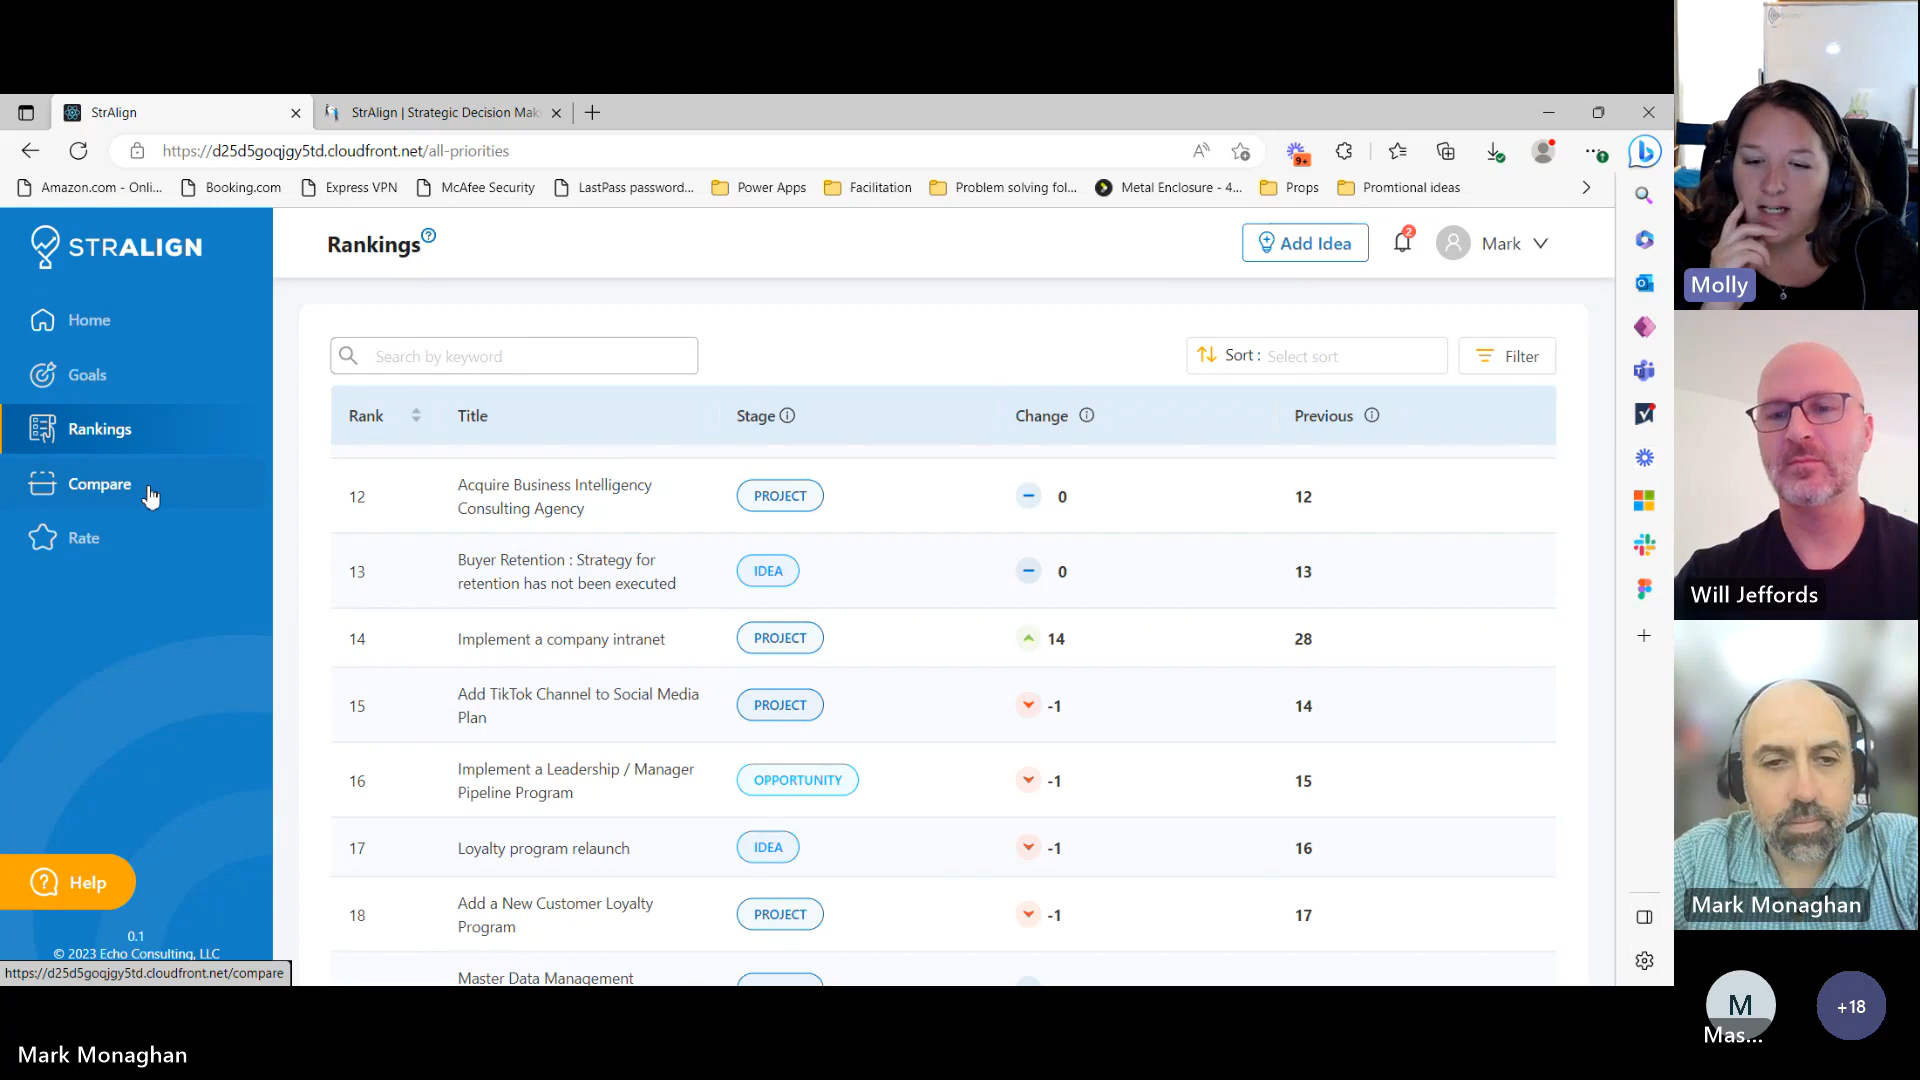 StrAlign
StrAlign | Strategic Decision Mak
https://d25d5goqjgy5td.cloudfront.net/all-priorities
9+
Amazon.com - Onli...
Booking.com
Express VPN
McAfee Security
LastPass password...
Power Apps
Facilitation
Problem solving fol...
Metal Enclosure - 4...
Props
Promtional ideas
STRALIGN
Rankings
Add Idea
2
Mark
Home
Goals
Rankings
Compare
Rate
Search by keyword
Sort : Select sort
Filter
Rank Title Stage Change Previous
12 Acquire Business Intelligence
Consulting Agency PROJECT 0 12
13 Buyer Retention : Strategy for
retention has not been executed IDEA 0 13
14 Implement a company intranet PROJECT 14 28
15 Add TikTok Channel to Social Media
Plan PROJECT -1 14
16 Implement a Leadership / Manager
Pipeline Program OPPORTUNITY -1 15
17 Loyalty program relaunch IDEA -1 16
18 Add a New Customer Loyalty
Program PROJECT -1 17
Master Data Management
Help
0.1
© 2023 Echo Consulting, LLC
https://d25d5goqjgy5td.cloudfront.net/compare
Molly
Will Jeffords
Mark Monaghan
M
Mas...
+18
Mark Monaghan